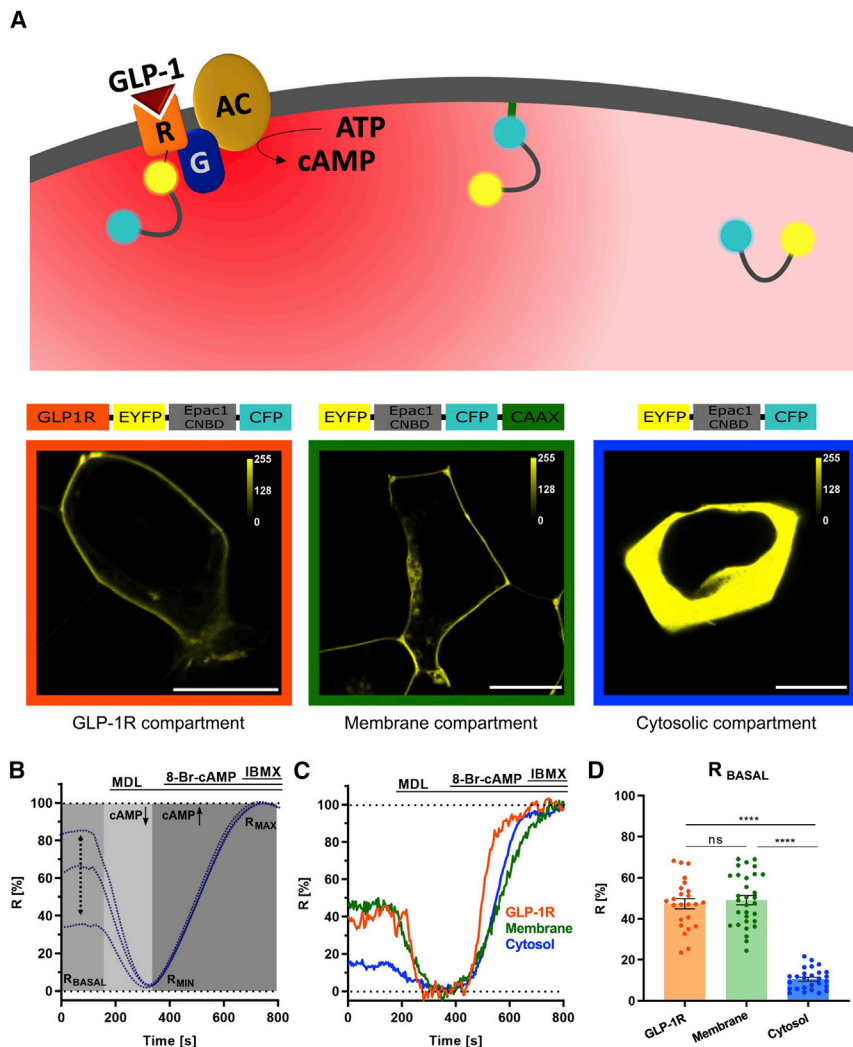 A
GLP-1
R
AC
G
ATP
cAMP
GLP1R EYFP Epac1 CNBD CFP
EYFP Epac1 CNBD CFP CAAX
EYFP Epac1 CNBD CFP
255
128
0
255
128
0
255
128
0
GLP-1R compartment
Membrane compartment
Cytosolic compartment
B
MDL
8-Br-cAMP
IBMX
R [%]
100
80
60
40
20
0
cAMP↓
cAMP↑
RMAX
RBASAL
RMIN
0 200 400 600 800
Time [s]
C
MDL
8-Br-cAMP
IBMX
R [%]
100
80
60
40
20
0
GLP-1R
Membrane
Cytosol
0 200 400 600 800
Time [s]
D
R BASAL
R [%]
100
80
60
40
20
0
****
ns
****
GLP-1R
Membrane
Cytosol